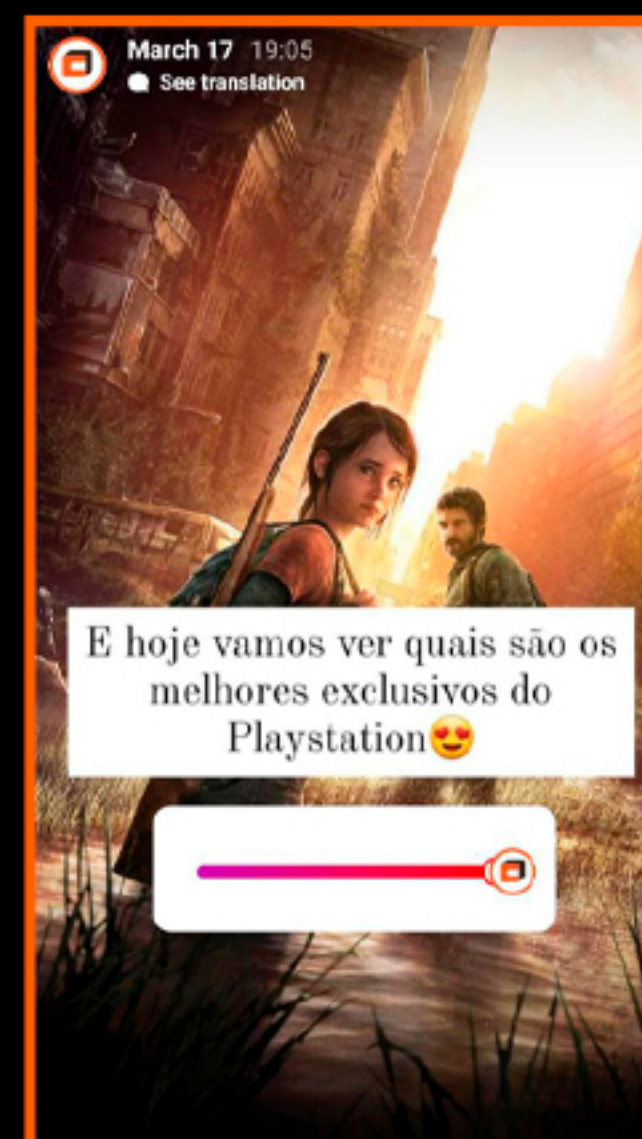 March 17 19:05
See translation
E hoje vamos ver quais são os
melhores exclusivos do
Playstation😍